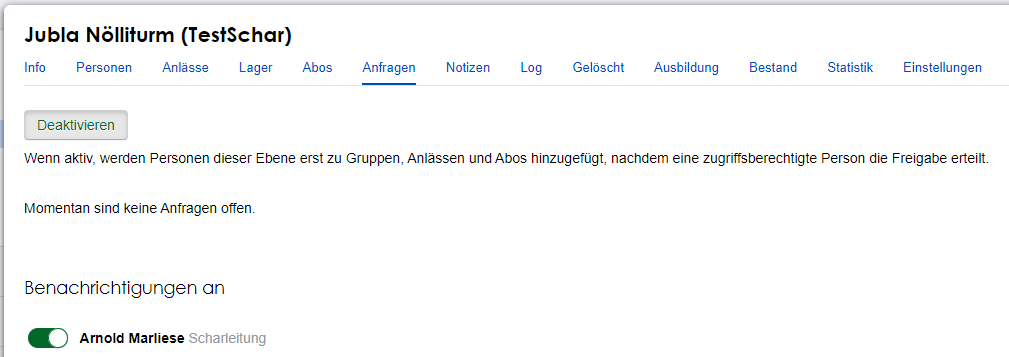 Jubla Nölliturm (TestSchar)
Info Personen Anlässe Lager Abos Anfragen Notizen Log Gelöscht Ausbildung Bestand Statistik Einstellungen
Deaktivieren
Wenn aktiv, werden Personen dieser Ebene erst zu Gruppen, Anlässen und Abos hinzugefügt, nachdem eine zugriffsberechtigte Person die Freigabe erteilt.
Momentan sind keine Anfragen offen.
Benachrichtigungen an
Arnold Marliese Scharleitung